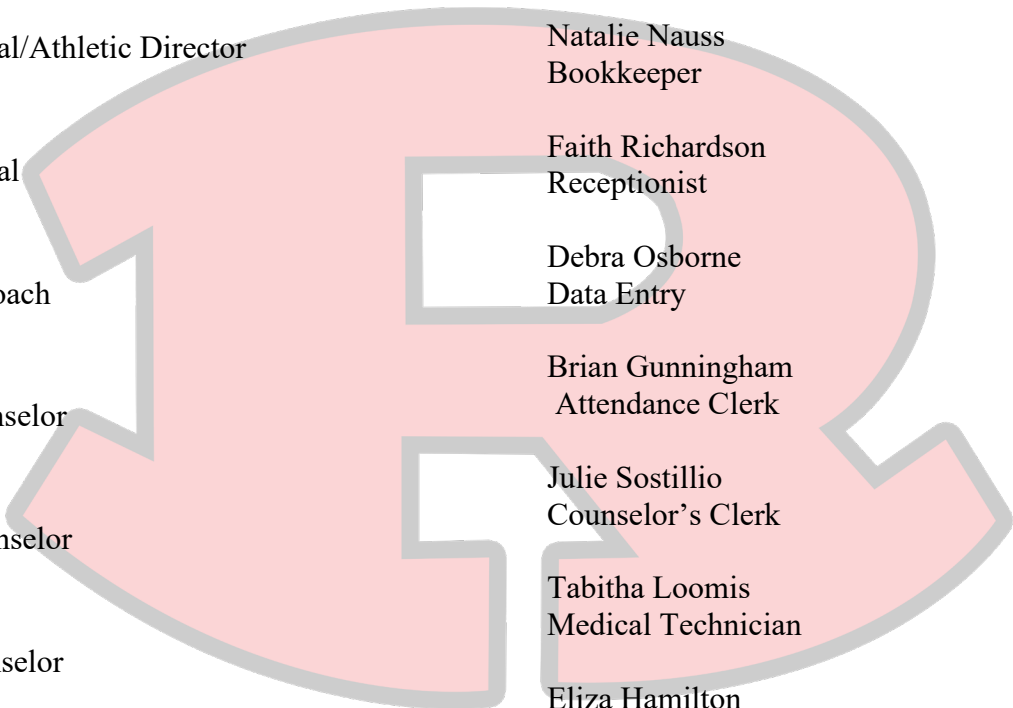 al/Athletic Director
al
oach
nselor
nselor
nselor
Natalie Nauss
Bookkeeper
Faith Richardson
Receptionist
Debra Osborne
Data Entry
Brian Gunningham
Attendance Clerk
Julie Sostillio
Counselor’s Clerk
Tabitha Loomis
Medical Technician
Eliza Hamilton